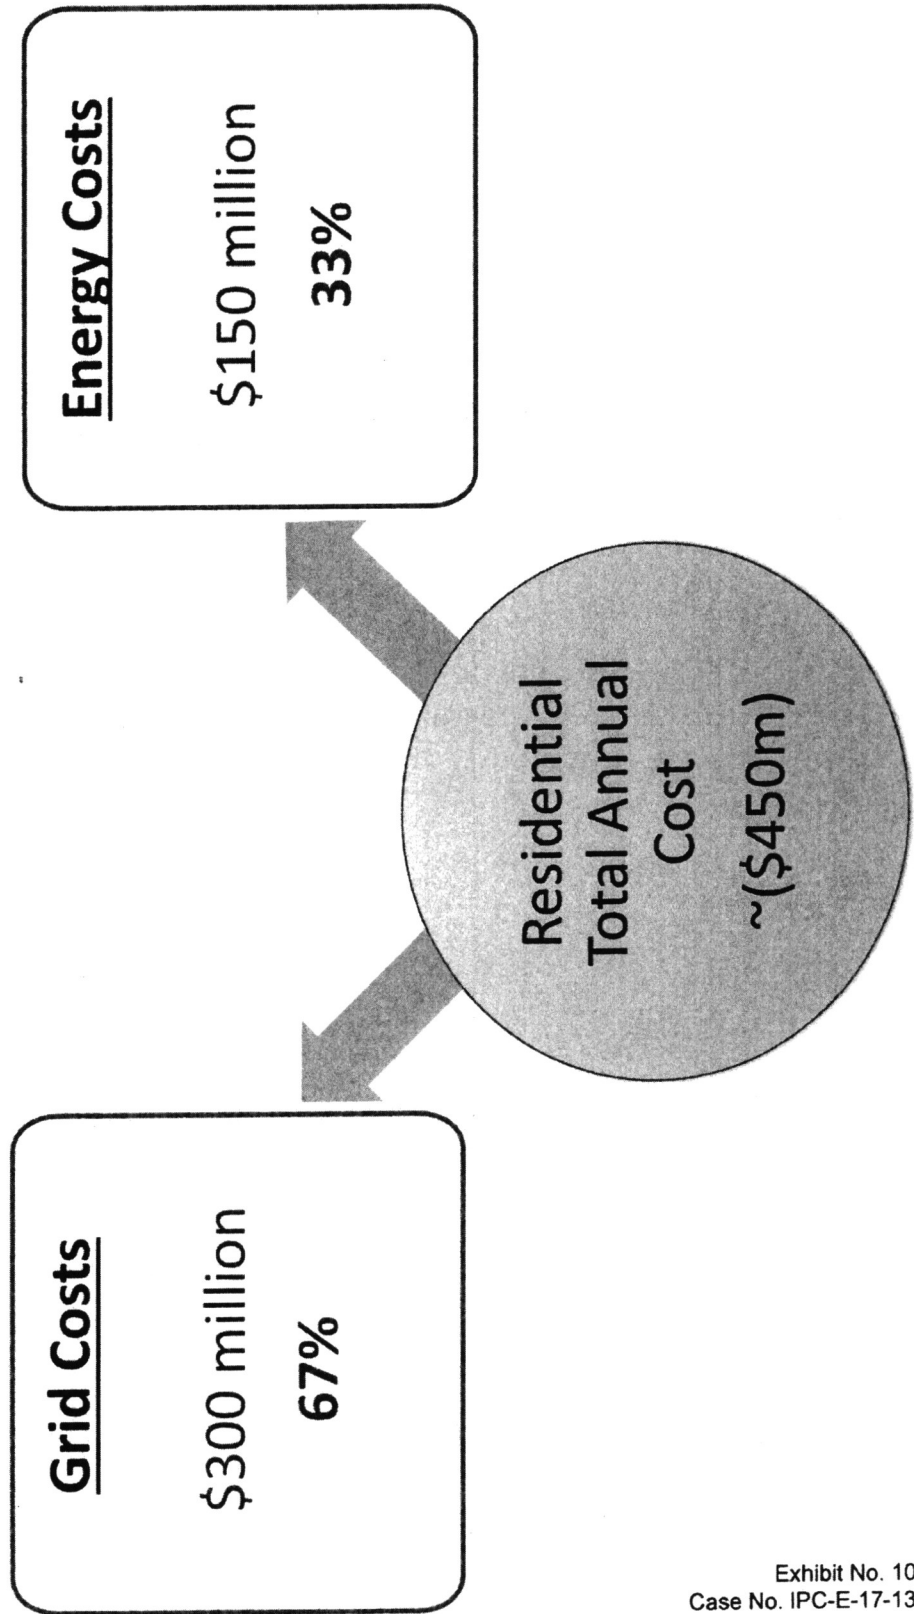 Grid Costs
$300 million
67%
Energy Costs
$150 million
33%
Residential
Total Annual
Cost
~($450m)
Exhibit No. 10
Case No. IPC-E-17-13